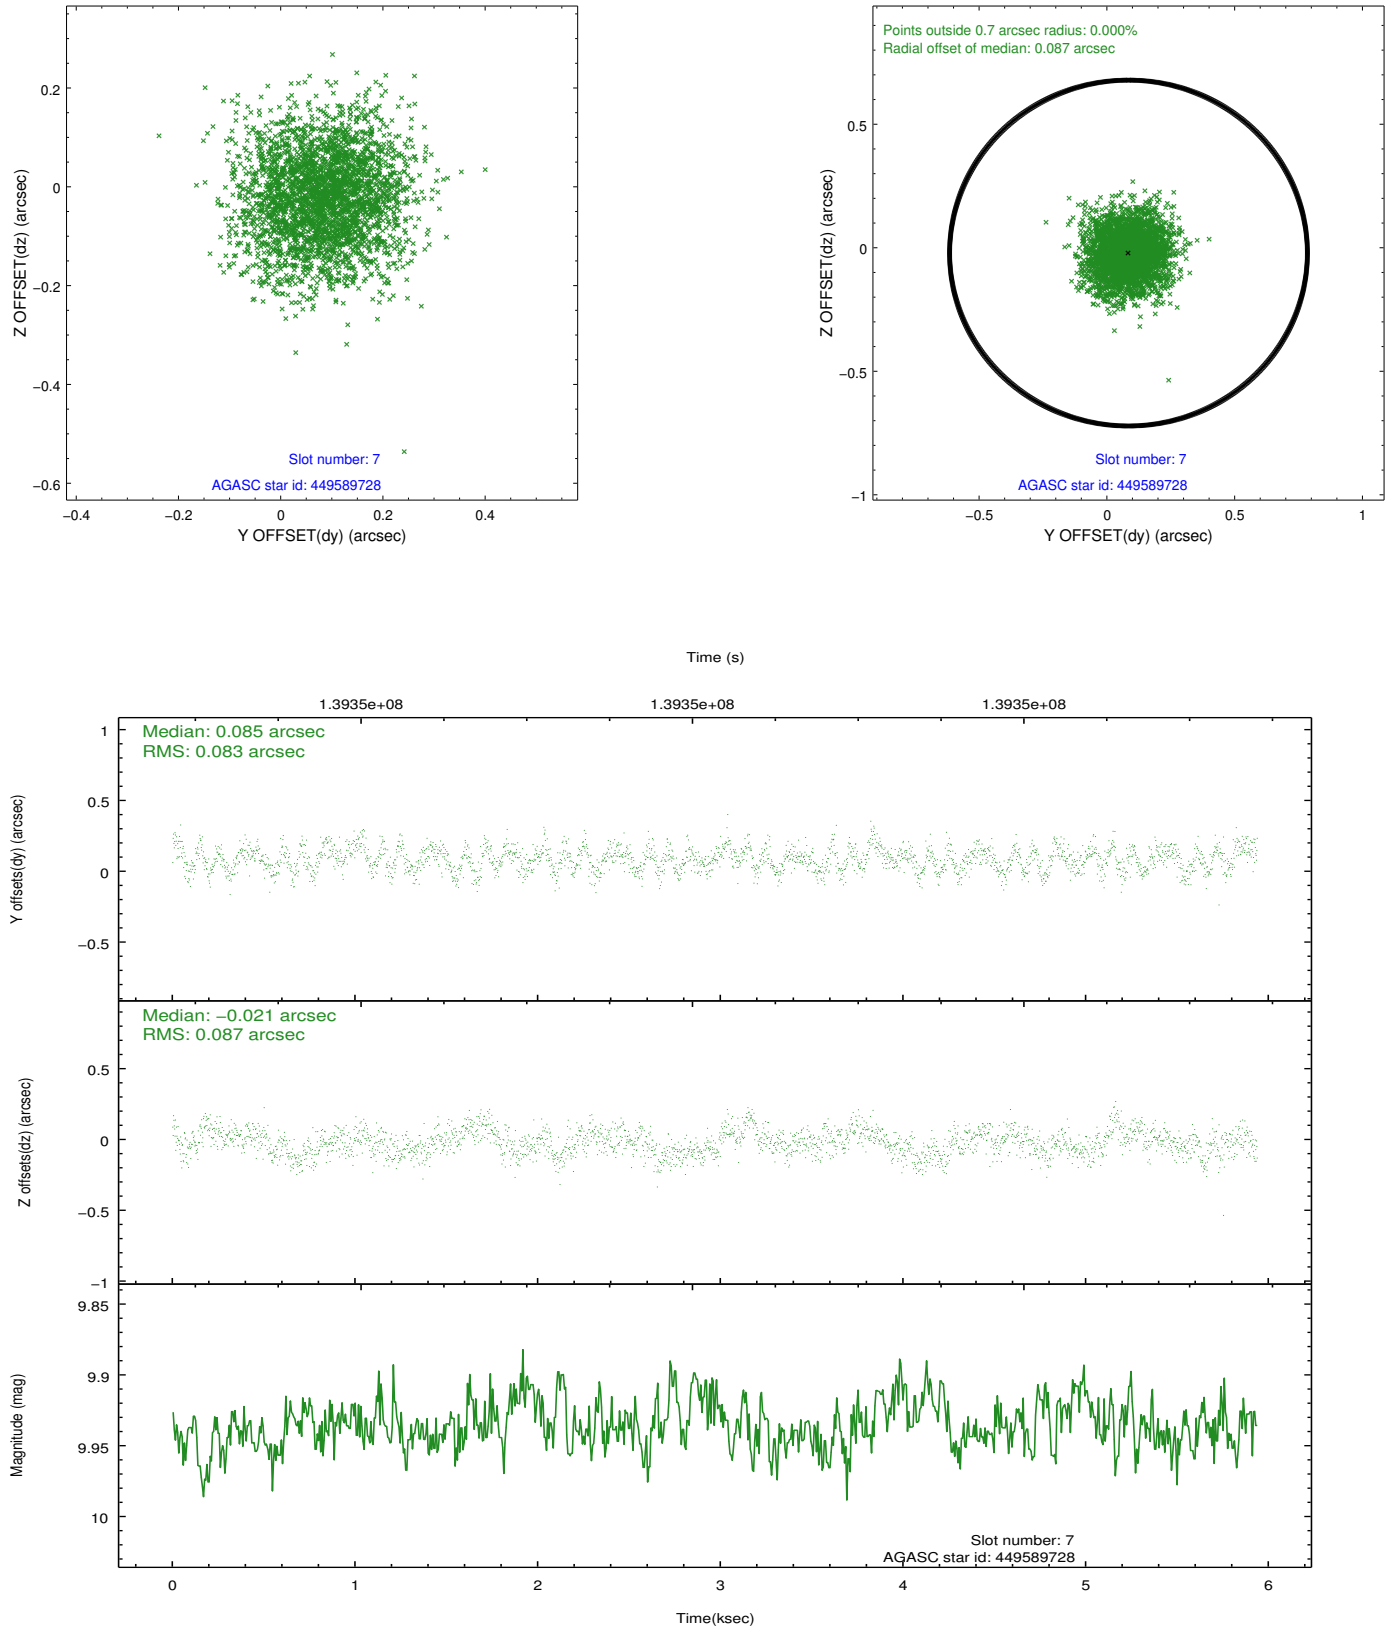 0.2
0
−0.2
−0.4
−0.6
Z OFFSET(dz) (arcsec)
Slot number: 7
AGASC star id: 449589728
−0.4
−0.2
0
0.2
0.4
Y OFFSET(dy) (arcsec)
Points outside 0.7 arcsec radius: 0.000%
Radial offset of median: 0.087 arcsec
0.5
0
−0.5
−1
Z OFFSET(dz) (arcsec)
Slot number: 7
AGASC star id: 449589728
−0.5
0
0.5
1
Y OFFSET(dy) (arcsec)
Time (s)
1.3935e+08
1.3935e+08
1.3935e+08
Median: 0.085 arcsec
RMS: 0.083 arcsec
1
0.5
0
−0.5
Y offsets(dy) (arcsec)
Median: −0.021 arcsec
RMS: 0.087 arcsec
0.5
0
−0.5
−1
Z offsets(dz) (arcsec)
9.85
9.9
9.95
10
Magnitude (mag)
Slot number: 7
AGASC star id: 449589728
0
1
2
3
4
5
6
Time(ksec)